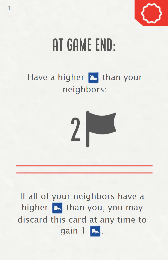 1
AT GAME END:
Have a higher than your
neighbors:
2
If all of your neighbors have a
higher than you, you may
discard this card at any time to
gain 1 .